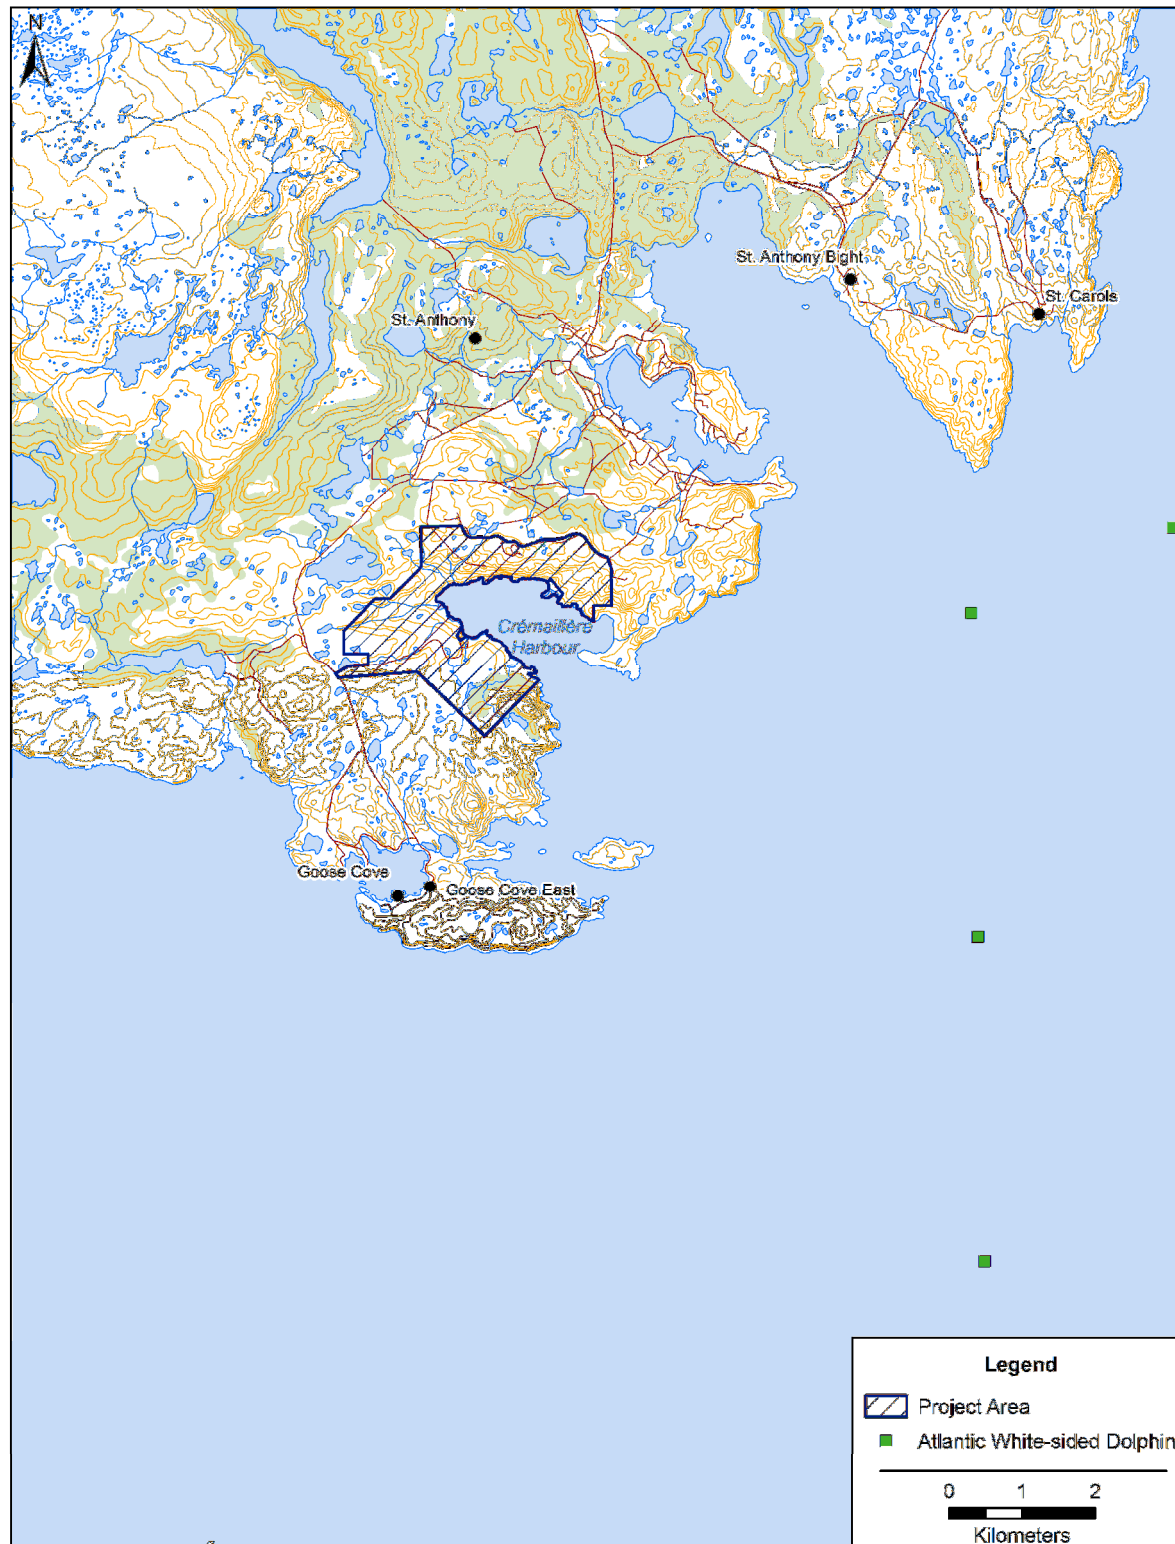 N
St. Anthony Bight
St. Carols
St. Anthony
Crémaillère
Harbour
Goose Cove
Goose Cove East
Legend
Project Area
Atlantic White-sided Dolphin
0 1 2
Kilometers